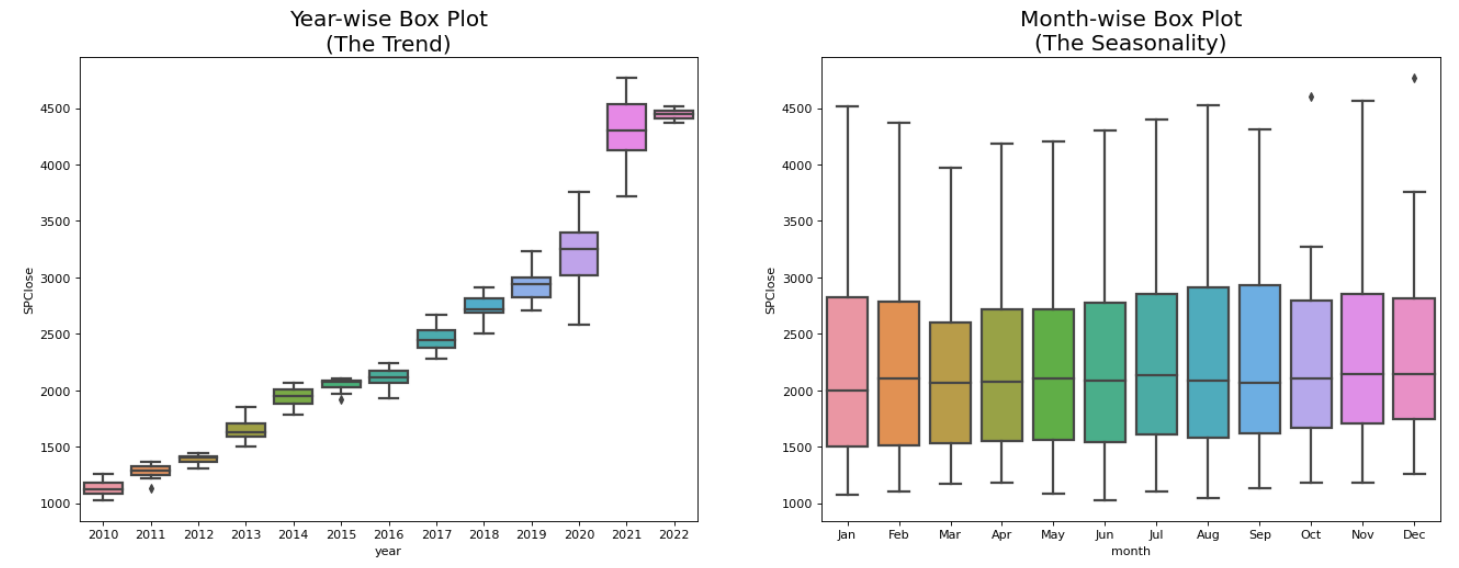 Year-wise Box Plot
(The Trend)
4500
4000
3500
3000
2500
2000
1500
1000
SPClose
2010 2011 2012 2013 2014 2015 2016 2017 2018 2019 2020 2021 2022
year
Month-wise Box Plot
(The Seasonality)
4500
4000
3500
3000
2500
2000
1500
1000
SPClose
Jan Feb Mar Apr May Jun Jul Aug Sep Oct Nov Dec
month